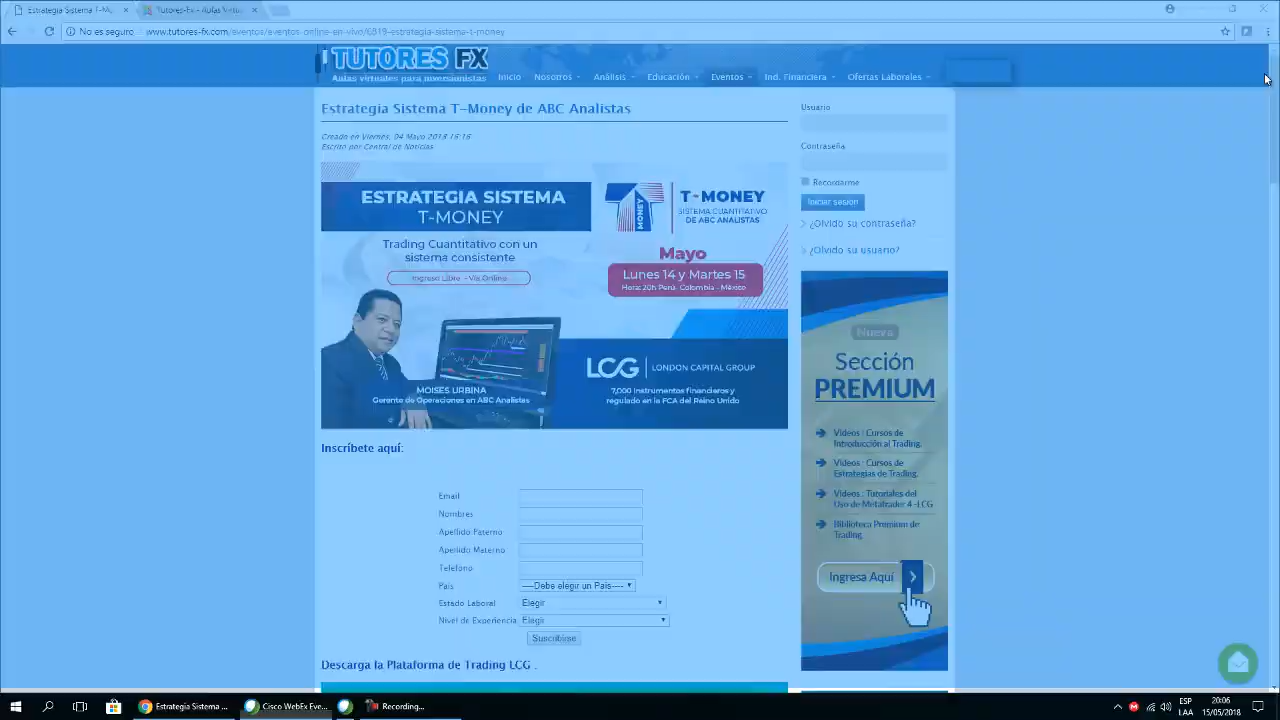 Estrategia Sistema T-M
Tutores-Fx - Aulas Virtu
No es seguro
www.tutores-fx.com/eventos/eventos-online-en-vivo/6819-estrategia-sistema-t-money
TUTORES FX
Aulas virtuales para inversionistas
Inicio Nosotros Análisis Educación Eventos Ind. Financiera Ofertas Laborales
Estrategia Sistema T-Money de ABC Analistas
Creado en Viernes, 04 Mayo 2018 16:16
Escrito por Central de Noticias
ESTRATEGIA SISTEMA
T-MONEY
Trading Cuantitativo con un
sistema consistente
Ingreso Libre - Vía Online
MONEY
T-MONEY
SISTEMA CUANTITATIVO
DE ABC ANALISTAS
Mayo
Lunes 14 y Martes 15
Hora: 20h Perú- Colombia - México
MOISES URBINA
Gerente de Operaciones en ABC Analistas
LCG LONDON CAPITAL GROUP
7,000 Instrumentos financieros y
regulado en la FCA del Reino Unido
Inscríbete aquí:
Email
Nombres
Apellido Paterno
Apellido Materno
Telefono
País ----Debe elegir un País----
Estado Laboral Elegir
Nivel de Experiencia Elegir
Suscribirse
Descarga la Plataforma de Trading LCG .
Usuario
Contraseña
Recordarme
Iniciar sesión
¿Olvido su contraseña?
¿Olvido su usuario?
Nueva
Sección
PREMIUM
Videos : Cursos de
Introducción al Trading.
Videos : Cursos de
Estrategias de Trading.
Videos : Tutoriales del
Uso de Metatrader 4 -LCG
Biblioteca Premium de
Trading
Ingresa Aquí
Estrategia Sistema ...
Cisco WebEx Eve...
Recording...
ESP
LAA
20:06
15/05/2018